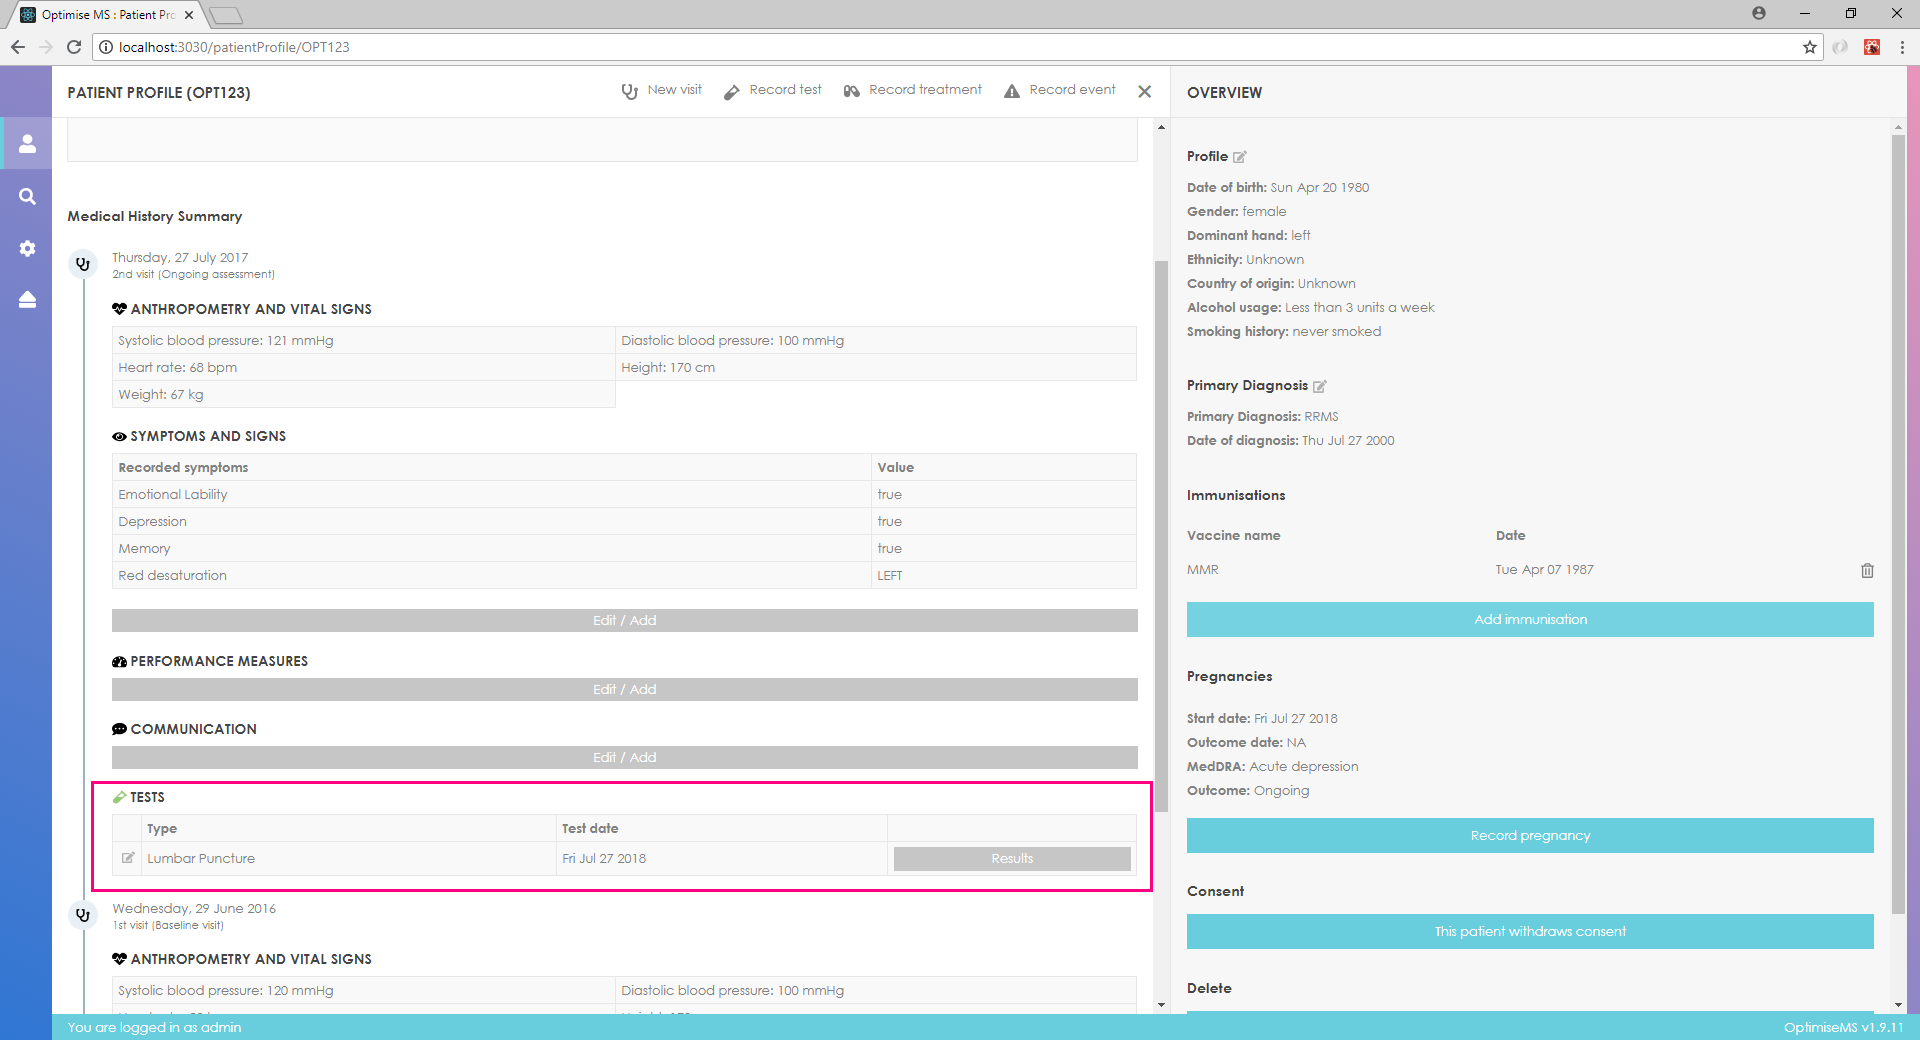 Optimise MS : Patient Pro
localhost:3030/patientProfile/OPT123
PATIENT PROFILE (OPT123)
New visit
Record test
Record treatment
Record event
OVERVIEW
Medical History Summary
Thursday, 27 July 2017
2nd visit (Ongoing assessment)
ANTHROPOMETRY AND VITAL SIGNS
Systolic blood pressure: 121 mmHg
Diastolic blood pressure: 100 mmHg
Heart rate: 68 bpm
Height: 170 cm
Weight: 67 kg
SYMPTOMS AND SIGNS
Recorded symptoms
Value
Emotional Lability
true
Depression
true
Memory
true
Red desaturation
LEFT
Edit / Add
PERFORMANCE MEASURES
Edit / Add
COMMUNICATION
Edit / Add
TESTS
Type
Test date
Lumbar Puncture
Fri Jul 27 2018
Results
Wednesday, 29 June 2016
1st visit (Baseline visit)
ANTHROPOMETRY AND VITAL SIGNS
Systolic blood pressure: 120 mmHg
Diastolic blood pressure: 100 mmHg
Profile
Date of birth: Sun Apr 20 1980
Gender: female
Dominant hand: left
Ethnicity: Unknown
Country of origin: Unknown
Alcohol usage: Less than 3 units a week
Smoking history: never smoked
Primary Diagnosis
Primary Diagnosis: RRMS
Date of diagnosis: Thu Jul 27 2000
Immunisations
Vaccine name
Date
MMR
Tue Apr 07 1987
Add immunisation
Pregnancies
Start date: Fri Jul 27 2018
Outcome date: NA
MedDRA: Acute depression
Outcome: Ongoing
Record pregnancy
Consent
This patient withdraws consent
Delete
You are logged in as admin
OptimiseMS v1.9.11